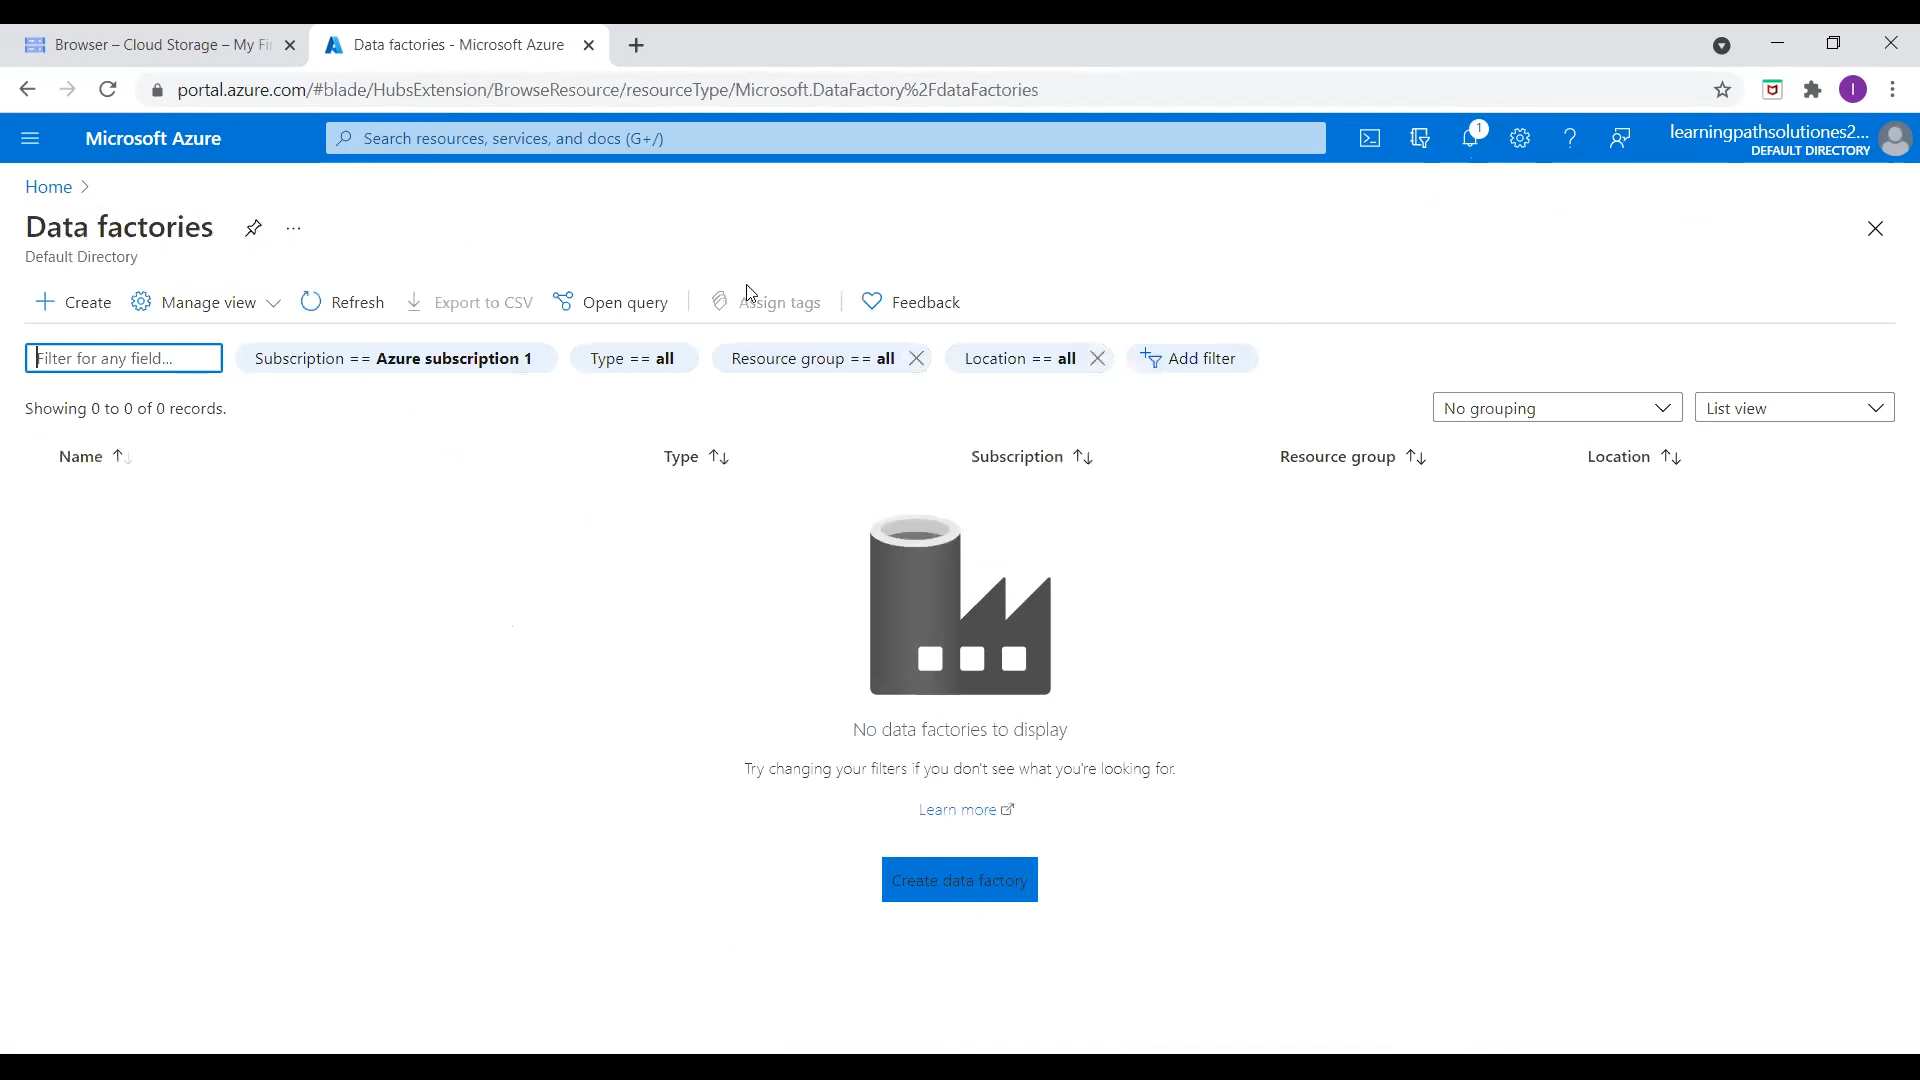 Browser – Cloud Storage – My Fi
Data factories - Microsoft Azure
portal.azure.com/#blade/HubsExtension/BrowseResource/resourceType/Microsoft.DataFactory%2FdataFactories
I
Microsoft Azure
Search resources, services, and docs (G+/)
1
learningpathsolutiones2...
DEFAULT DIRECTORY
Home
Data factories
...
Default Directory
Create
Manage view
Refresh
Export to CSV
Open query
Assign tags
Feedback
Filter for any field...
Subscription == Azure subscription 1
Type == all
Resource group == all
Location == all
Add filter
Showing 0 to 0 of 0 records.
No grouping
List view
Name
Type
Subscription
Resource group
Location
No data factories to display
Try changing your filters if you don't see what you're looking for.
Learn more
Create data factory